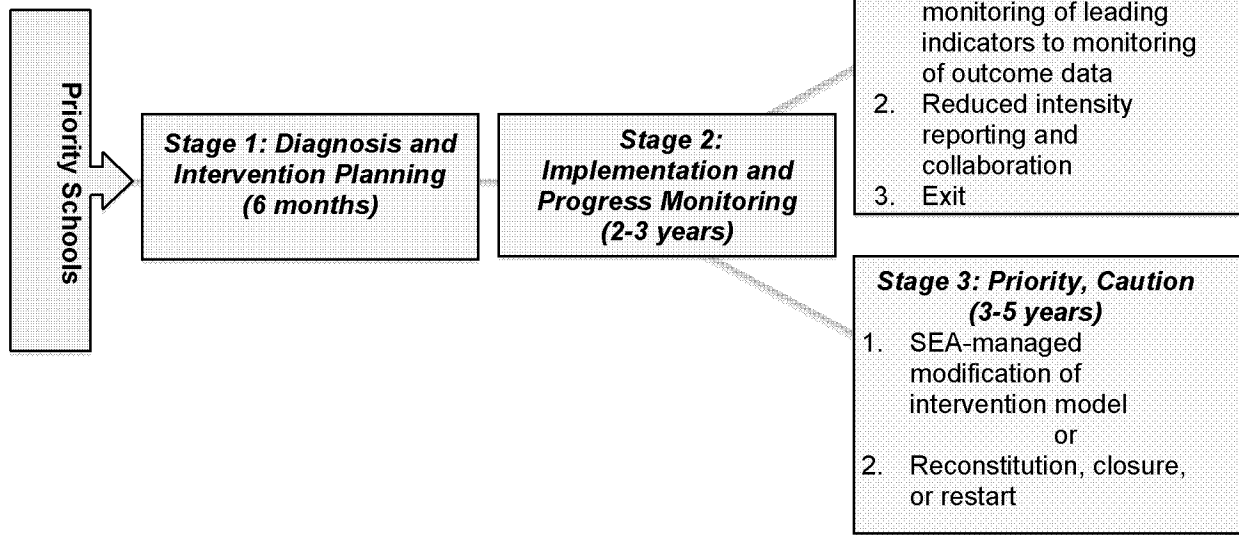 Priority Schools
Stage 1: Diagnosis and
Intervention Planning
(6 months)
Stage 2:
Implementation and
Progress Monitoring
(2-3 years)
monitoring of leading
indicators to monitoring
of outcome data
2. Reduced intensity
reporting and
collaboration
3. Exit
Stage 3: Priority, Caution
(3-5 years)
1. SEA-managed
modification of
intervention model
or
2. Reconstitution, closure,
or restart